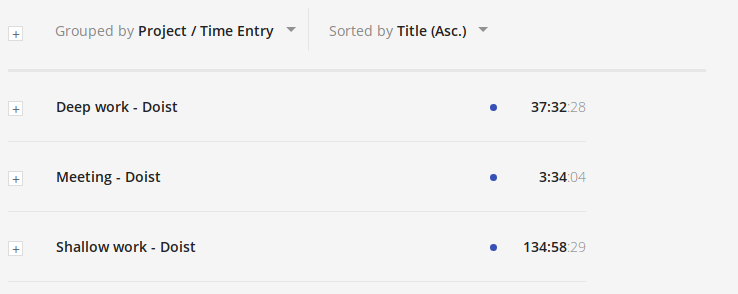 Grouped by Project / Time Entry Sorted by Title (Asc.)
Deep work - Doist 37:32:28
Meeting - Doist 3:34:04
Shallow work - Doist 134:58:29